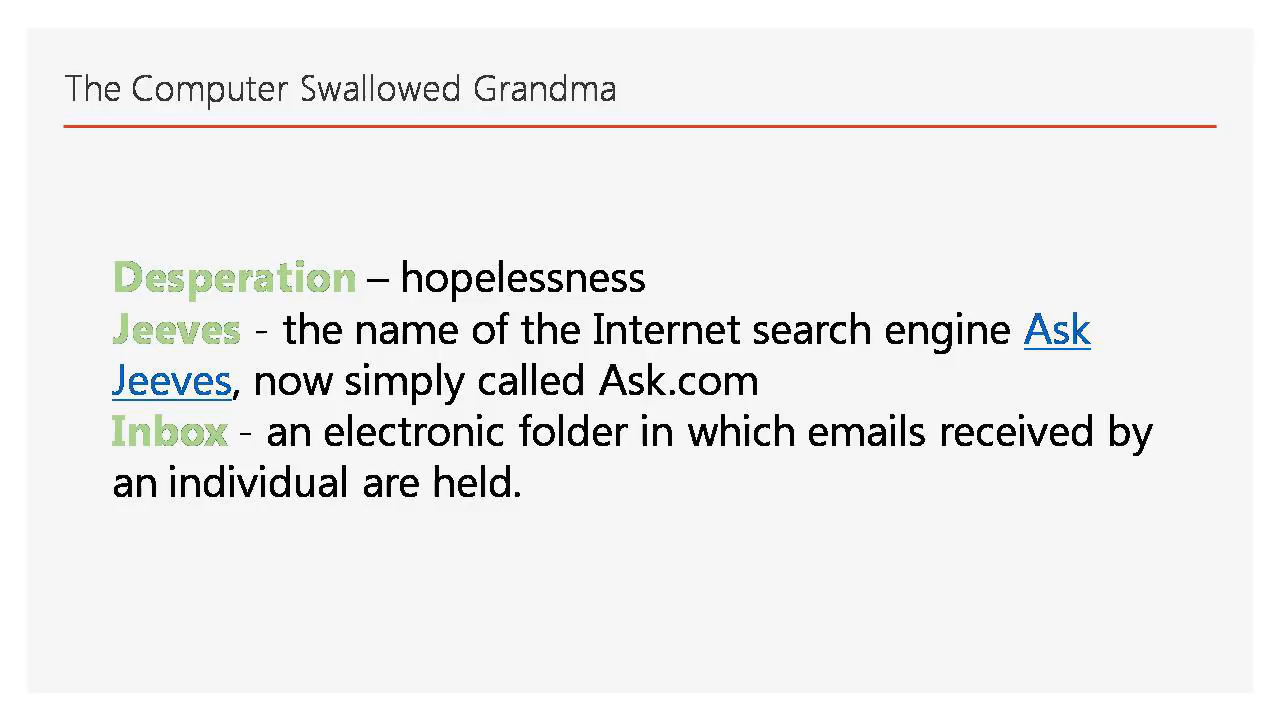 The Computer Swallowed Grandma
Desperation – hopelessness
Jeeves - the name of the Internet search engine Ask
Jeeves, now simply called Ask.com
Inbox - an electronic folder in which emails received by
an individual are held.